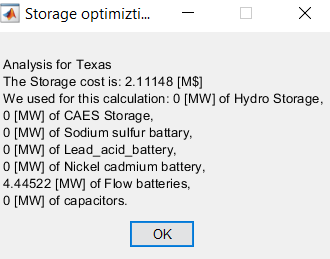 Storage optimizti...
Analysis for Texas
The Storage cost is: 2.11148 [M$]
We used for this calculation: 0 [MW] of Hydro Storage,
0 [MW] of CAES Storage,
0 [MW] of Sodium sulfur battary,
0 [MW] of Lead_acid_battery,
0 [MW] of Nickel cadmium battery,
4.44522 [MW] of Flow batteries,
0 [MW] of capacitors.
OK